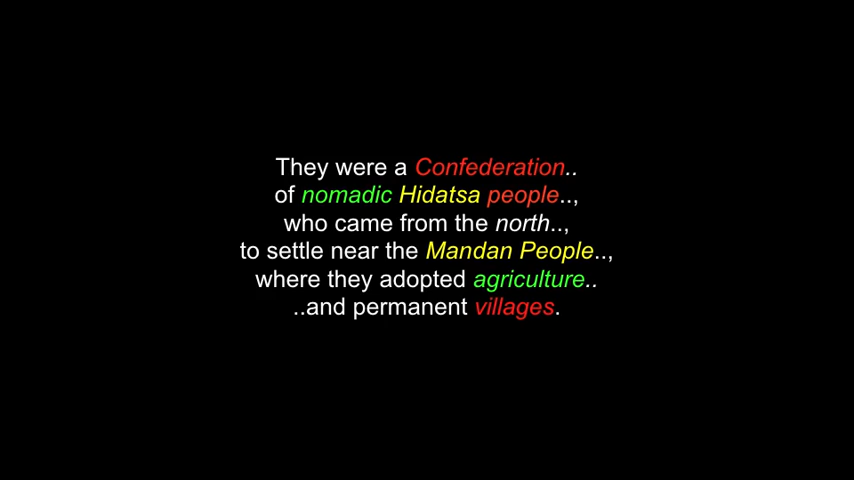 They were a Confederation..
of nomadic Hidatsa people..,
who came from the north..,
to settle near the Mandan People..,
where they adopted agriculture..
..and permanent villages.